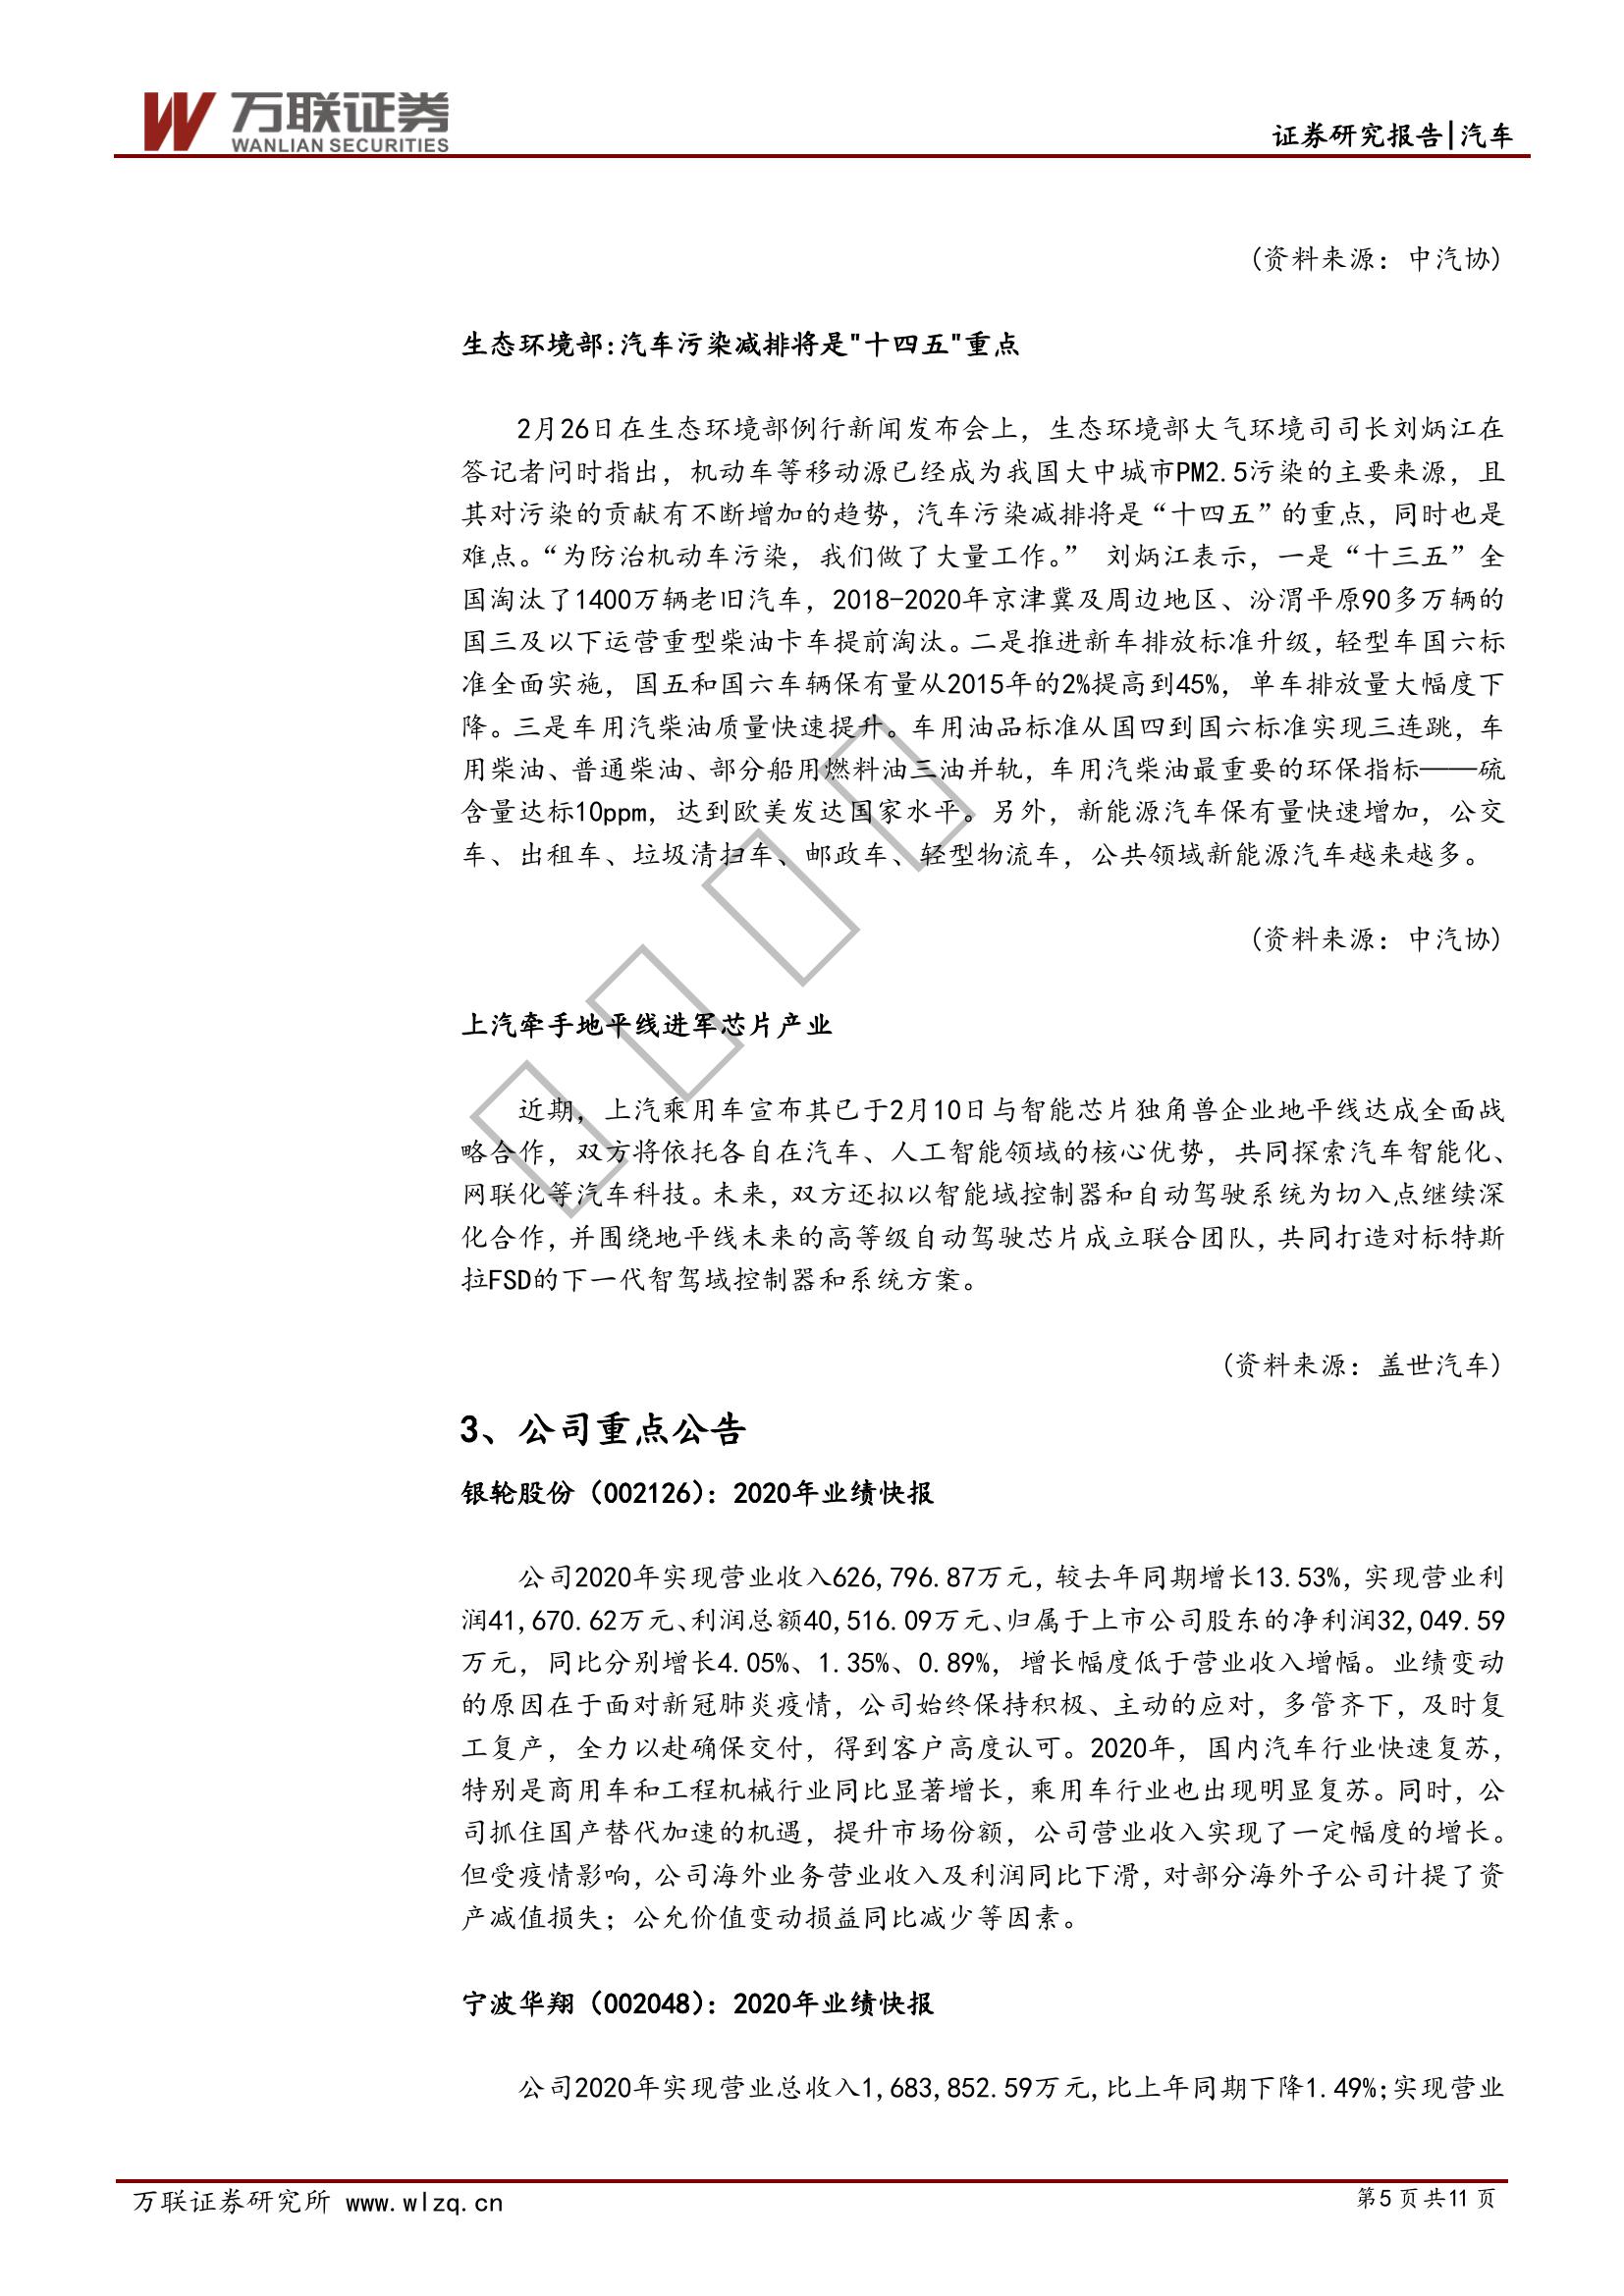 万联证券
WANLIAN SECURITIES
证券研究报告|汽车
(资料来源：中汽协)
生态环境部:汽车污染减排将是"十四五"重点
2月26日在生态环境部例行新闻发布会上，生态环境部大气环境司司长刘炳江在
答记者问时指出，机动车等移动源已经成为我国大中城市PM2.5污染的主要来源，且
其对污染的贡献有不断增加的趋势，汽车污染减排将是“十四五”的重点，同时也是
难点。“为防治机动车污染，我们做了大量工作。” 刘炳江表示，一是“十三五”全
国淘汰了1400万辆老旧汽车，2018-2020年京津冀及周边地区、汾渭平原90多万辆的
国三及以下运营重型柴油卡车提前淘汰。二是推进新车排放标准升级，轻型车国六标
准全面实施，国五和国六车辆保有量从2015年的2%提高到45%，单车排放量大幅度下
降。三是车用汽柴油质量快速提升。车用油品标准从国四到国六标准实现三连跳，车
用柴油、普通柴油、部分船用燃料油三油并轨，车用汽柴油最重要的环保指标——硫
含量达标10ppm，达到欧美发达国家水平。另外，新能源汽车保有量快速增加，公交
车、出租车、垃圾清扫车、邮政车、轻型物流车，公共领域新能源汽车越来越多。
(资料来源：中汽协)
上汽牵手地平线进军芯片产业
近期，上汽乘用车宣布其已于2月10日与智能芯片独角兽企业地平线达成全面战
略合作，双方将依托各自在汽车、人工智能领域的核心优势，共同探索汽车智能化、
网联化等汽车科技。未来，双方还拟以智能域控制器和自动驾驶系统为切入点继续深
化合作，并围绕地平线未来的高等级自动驾驶芯片成立联合团队，共同打造对标特斯
拉FSD的下一代智驾域控制器和系统方案。
(资料来源：盖世汽车)
3、公司重点公告
银轮股份（002126）：2020年业绩快报
公司2020年实现营业收入626,796.87万元，较去年同期增长13.53%，实现营业利
润41,670.62万元、利润总额40,516.09万元、归属于上市公司股东的净利润32,049.59
万元，同比分别增长4.05%、1.35%、0.89%，增长幅度低于营业收入增幅。业绩变动
的原因在于面对新冠肺炎疫情，公司始终保持积极、主动的应对，多管齐下，及时复
工复产，全力以赴确保交付，得到客户高度认可。2020年，国内汽车行业快速复苏，
特别是商用车和工程机械行业同比显著增长，乘用车行业也出现明显复苏。同时，公
司抓住国产替代加速的机遇，提升市场份额，公司营业收入实现了一定幅度的增长。
但受疫情影响，公司海外业务营业收入及利润同比下滑，对部分海外子公司计提了资
产减值损失；公允价值变动损益同比减少等因素。
宁波华翔（002048）：2020年业绩快报
公司2020年实现营业总收入1,683,852.59万元,比上年同期下降1.49%;实现营业
万联证券研究所 www.wlzq.cn
第5页共11页